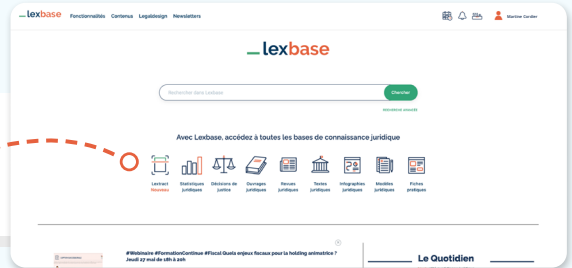 lexbase Fonctionnalités Contenus Legaldesign Newsletters Martine Cordier
lexbase
Rechercher dans Lexbase Chercher
Avec Lexbase, accédez à toutes les bases de connaissance juridique
Lextract Nouveau
Statistiques juridiques
Décisions de justice
Ouvrages juridiques
Revues juridiques
Textes juridiques
Infographies juridiques
Modèles juridiques
Fiches pratiques
#Webinaire #FormationContinue #Fiscal Quels enjeux fiscaux pour la holding animatrice ?
Jeudi 27 mai de 18h à 20h
Le Quotidien